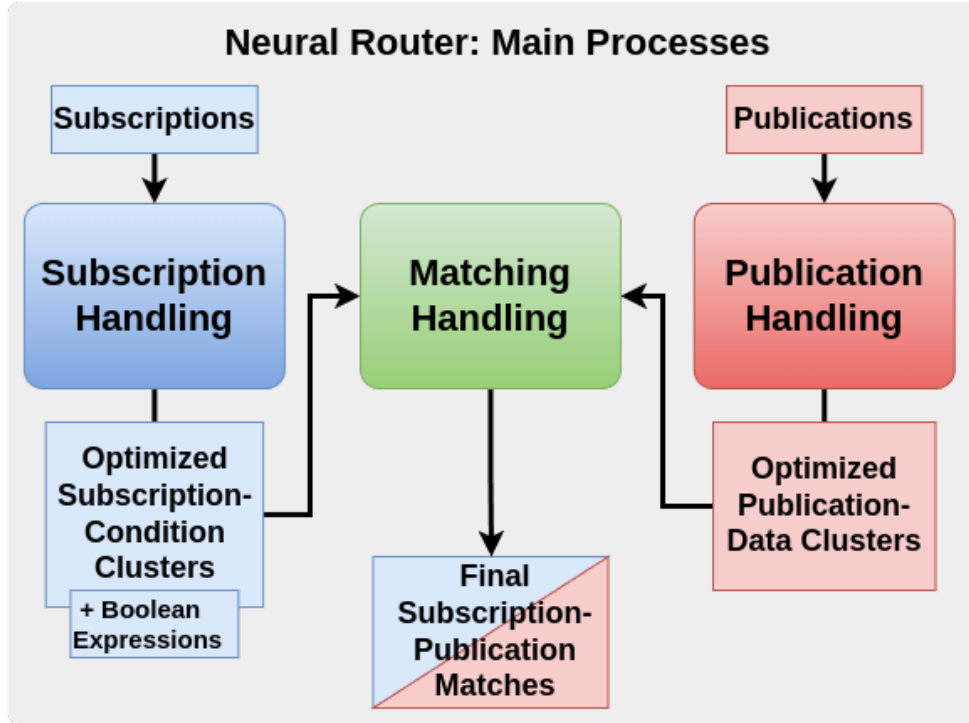 Neural Router: Main Processes
Subscriptions
Publications
Subscription
Handling
Matching
Handling
Publication
Handling
Optimized
Subscription-
Condition
Clusters
+ Boolean
Expressions
Optimized
Publication-
Data Clusters
Final
Subscription-
Publication
Matches